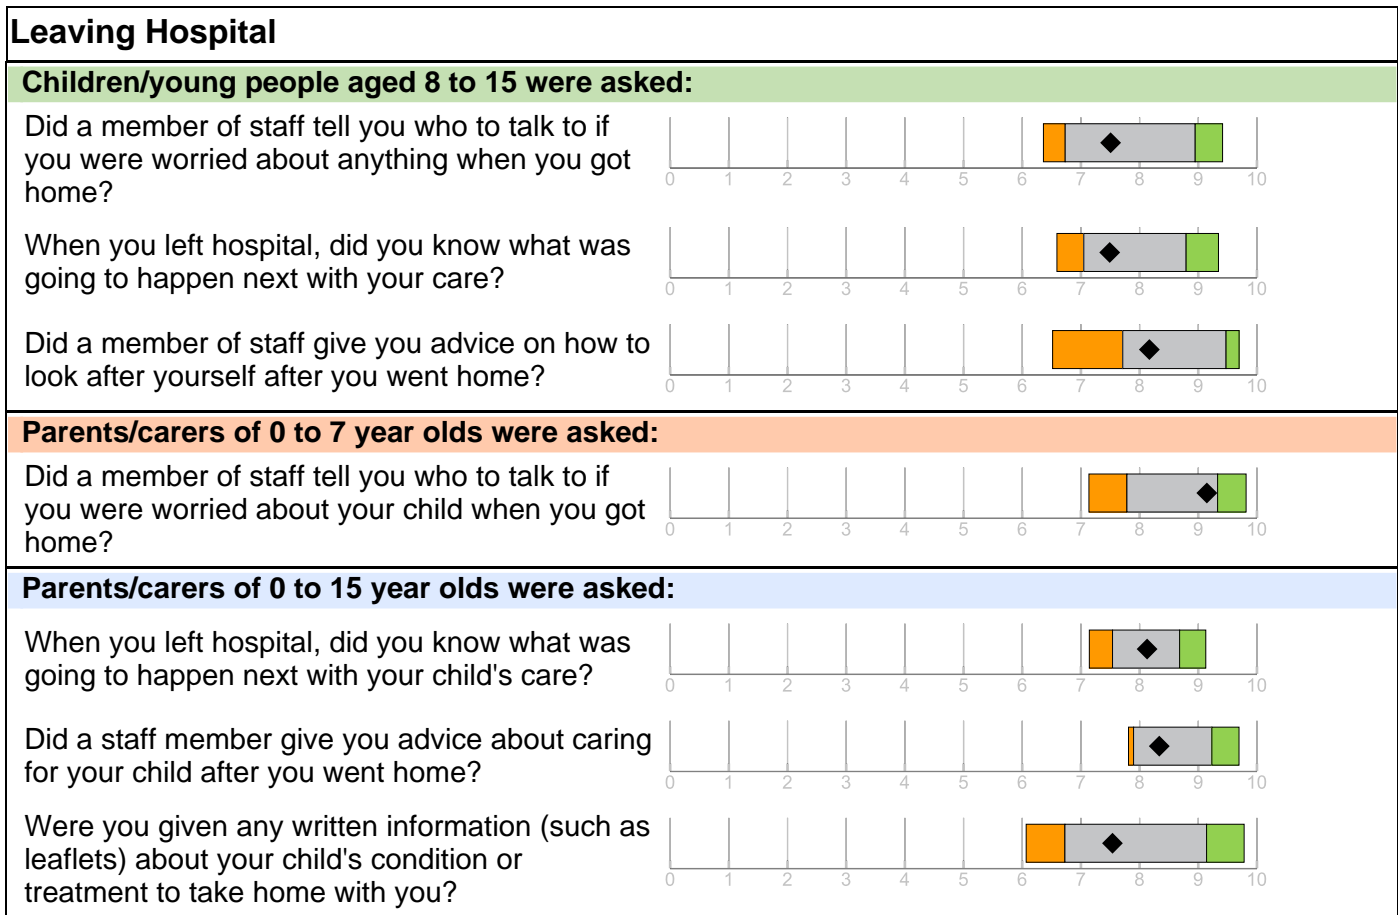 Leaving Hospital
Children/young people aged 8 to 15 were asked:
Did a member of staff tell you who to talk to if
you were worried about anything when you got
home?
0 1 2 3 4 5 6 7 8 9 10
When you left hospital, did you know what was
going to happen next with your care?
0 1 2 3 4 5 6 7 8 9 10
Did a member of staff give you advice on how to
look after yourself after you went home?
0 1 2 3 4 5 6 7 8 9 10
Parents/carers of 0 to 7 year olds were asked:
Did a member of staff tell you who to talk to if
you were worried about your child when you got
home?
0 1 2 3 4 5 6 7 8 9 10
Parents/carers of 0 to 15 year olds were asked:
When you left hospital, did you know what was
going to happen next with your child's care?
0 1 2 3 4 5 6 7 8 9 10
Did a staff member give you advice about caring
for your child after you went home?
0 1 2 3 4 5 6 7 8 9 10
Were you given any written information (such as
leaflets) about your child's condition or
treatment to take home with you?
0 1 2 3 4 5 6 7 8 9 10